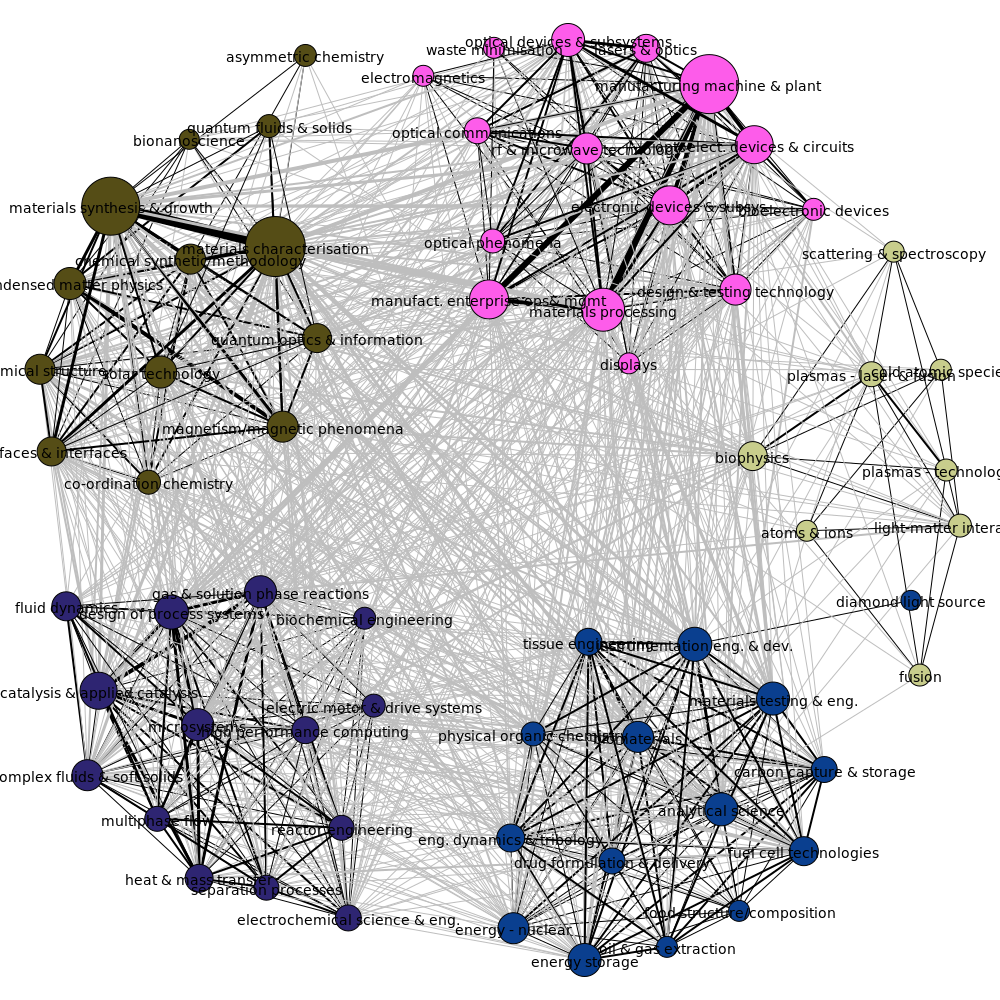 optical devices & subsystems
waste minimisation
lasers & optics
asymmetric chemistry
electromagnetics
manufacturing machine & plant
quantum fluids & solids
bionanoscience
optical communications
rf & microwave technology
optoelect. devices & circuits
materials synthesis & growth
electronic devices & subsys.
bioelectronic devices
materials characterisation
optical phenomena
chemical synthetic methodology
scattering & spectroscopy
ndensed matter physics
manufact. enterprise ops& mgmt
design & testing technology
materials processing
quantum optics & information
displays
mical structure
solar technology
plasmas - laser & fusion
cold atomic specie
magnetism/magnetic phenomena
faces & interfaces
biophysics
plasmas - technolog
co-ordination chemistry
atoms & ions
light-matter intera
gas & solution phase reactions
fluid dynamics
design of process systems
biochemical engineering
diamond light source
tissue engineering
instrumentation eng. & dev.
fusion
catalysis & applied catalysis
materials testing & eng.
electric motor & drive systems
microsystems
high performance computing
physical organic chemistry
biomaterials
omplex fluids & soft solids
carbon capture & storage
analytical science
multiphase flow
reactor engineering
eng. dynamics & tribology
fuel cell technologies
drug formulation & delivery
heat & mass transfer
separation processes
food structure/composition
electrochemical science & eng.
energy - nuclear
oil & gas extraction
energy storage